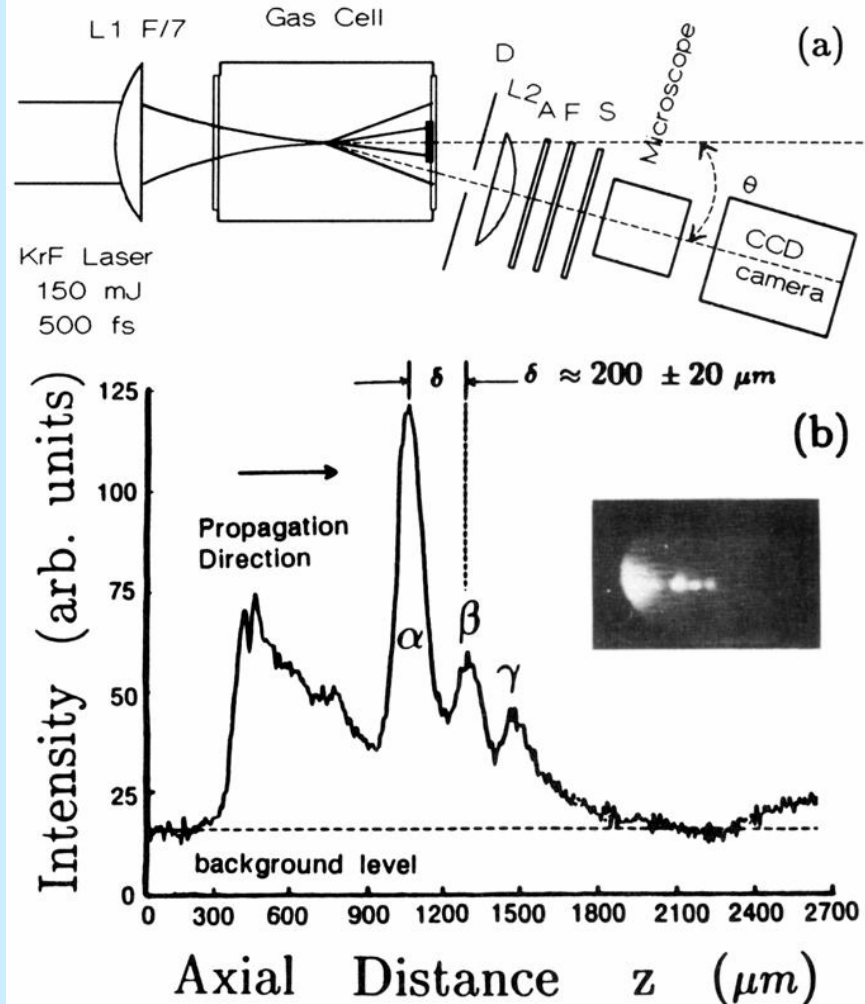 Gas Cell
(a)
L1 F/7
D
L2
A F S
Microscope
θ
KrF Laser
150 mJ
500 fs
CCD
camera
δ
δ ≈ 200 ± 20 μm
(b)
Intensity (arb. units)
125
100
75
50
25
0
Propagation
Direction
α
β
γ
background level
0 300 600 900 1200 1500 1800 2100 2400 2700
Axial Distance z (μm)